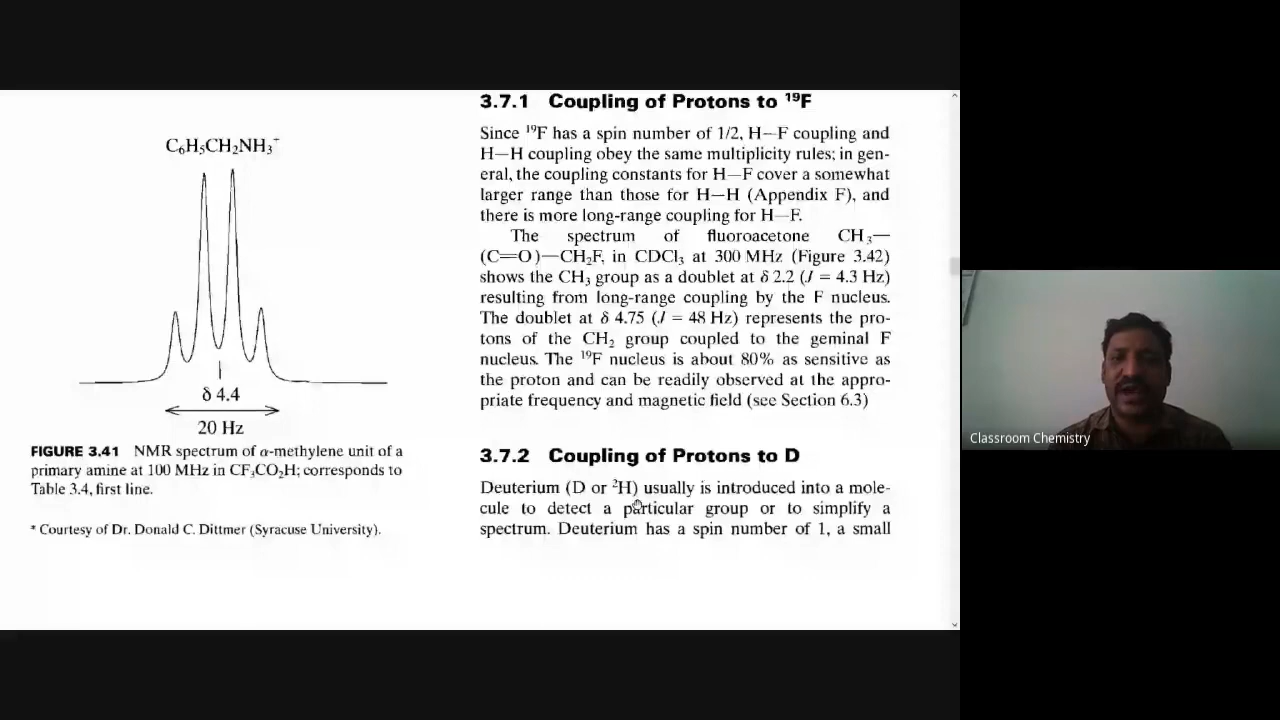 C₆H₅CH₂NH₃⁺
δ 4.4
20 Hz
FIGURE 3.41 NMR spectrum of α-methylene unit of a
primary amine at 100 MHz in CF₃CO₂H; corresponds to
Table 3.4, first line.
* Courtesy of Dr. Donald C. Dittmer (Syracuse University).
3.7.1 Coupling of Protons to ¹⁹F
Since ¹⁹F has a spin number of 1/2, H—F coupling and
H—H coupling obey the same multiplicity rules; in gen-
eral, the coupling constants for H—F cover a somewhat
larger range than those for H—H (Appendix F), and
there is more long-range coupling for H—F.
The spectrum of fluoroacetone CH₃—
(C=O)—CH₂F, in CDCl₃ at 300 MHz (Figure 3.42)
shows the CH₃ group as a doublet at δ 2.2 (J = 4.3 Hz)
resulting from long-range coupling by the F nucleus.
The doublet at δ 4.75 (J = 48 Hz) represents the pro-
tons of the CH₂ group coupled to the geminal F
nucleus. The ¹⁹F nucleus is about 80% as sensitive as
the proton and can be readily observed at the appro-
priate frequency and magnetic field (see Section 6.3)
3.7.2 Coupling of Protons to D
Deuterium (D or ²H) usually is introduced into a mole-
cule to detect a particular group or to simplify a
spectrum. Deuterium has a spin number of 1, a small
Classroom Chemistry